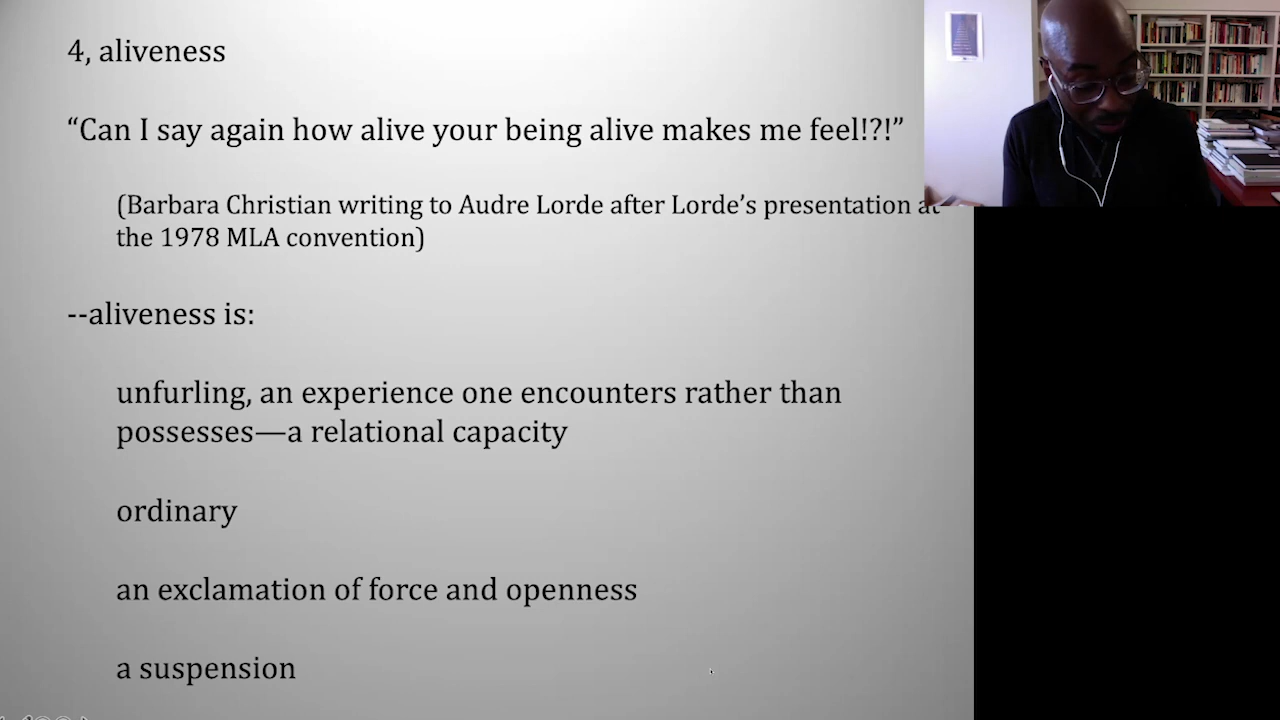 4, aliveness
“Can I say again how alive your being alive makes me feel!?!”
(Barbara Christian writing to Audre Lorde after Lorde’s presentation at
the 1978 MLA convention)
--aliveness is:
unfurling, an experience one encounters rather than
possesses—a relational capacity
ordinary
an exclamation of force and openness
a suspension